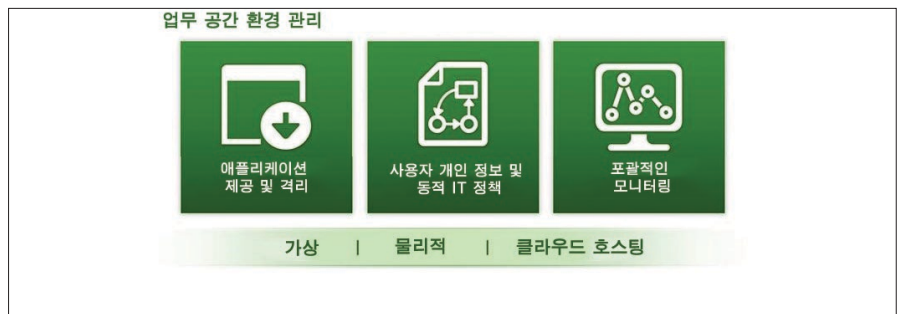 업무 공간 환경 관리
애플리케이션
제공 및 격리
사용자 개인 정보 및
동적 IT 정책
포괄적인
모니터링
가상 | 물리적 | 클라우드 호스팅